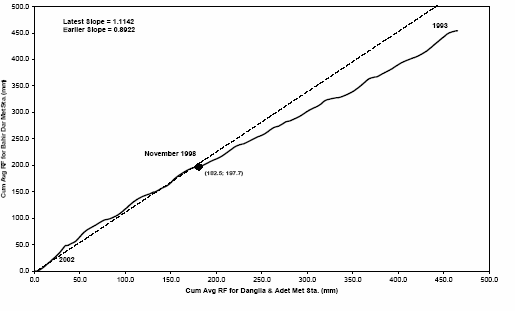 500.0
450.0
400.0
350.0
300.0
250.0
200.0
150.0
100.0
50.0
0.0
Cum Avg RF for Bahir Dar Met Sta. (mm)
Latest Slope = 1.1142
Earlier Slope = 0.8922
1993
November 1998
(182.6; 197.7)
2002
0.0 50.0 100.0 150.0 200.0 250.0 300.0 350.0 400.0 450.0 500.0
Cum Avg RF for Dangila & Adet Met Sta. (mm)